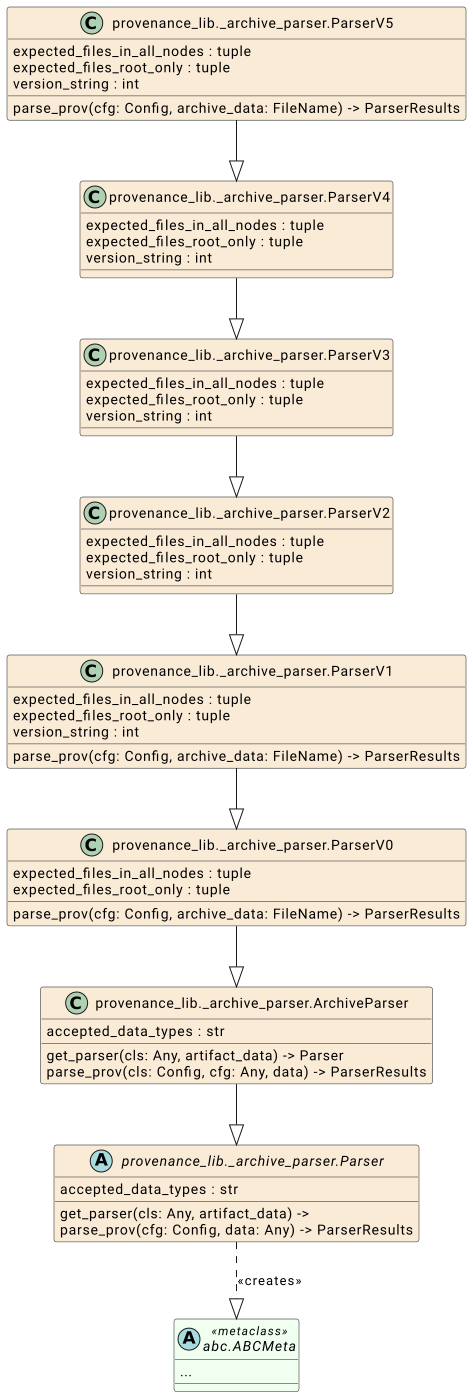 C provenance_lib._archive_parser.ParserV5
expected_files_in_all_nodes : tuple
expected_files_root_only : tuple
version_string : int
parse_prov(cfg: Config, archive_data: FileName) -> ParserResults
C provenance_lib._archive_parser.ParserV4
expected_files_in_all_nodes : tuple
expected_files_root_only : tuple
version_string : int
C provenance_lib._archive_parser.ParserV3
expected_files_in_all_nodes : tuple
expected_files_root_only : tuple
version_string : int
C provenance_lib._archive_parser.ParserV2
expected_files_in_all_nodes : tuple
expected_files_root_only : tuple
version_string : int
C provenance_lib._archive_parser.ParserV1
expected_files_in_all_nodes : tuple
expected_files_root_only : tuple
version_string : int
parse_prov(cfg: Config, archive_data: FileName) -> ParserResults
C provenance_lib._archive_parser.ParserV0
expected_files_in_all_nodes : tuple
expected_files_root_only : tuple
parse_prov(cfg: Config, archive_data: FileName) -> ParserResults
C provenance_lib._archive_parser.ArchiveParser
accepted_data_types : str
get_parser(cls: Any, artifact_data) -> Parser
parse_prov(cls: Config, cfg: Any, data) -> ParserResults
A provenance_lib._archive_parser.Parser
accepted_data_types : str
get_parser(cls: Any, artifact_data) ->
parse_prov(cfg: Config, data: Any) -> ParserResults
«creates»
«metaclass»
A abc.ABCMeta
...